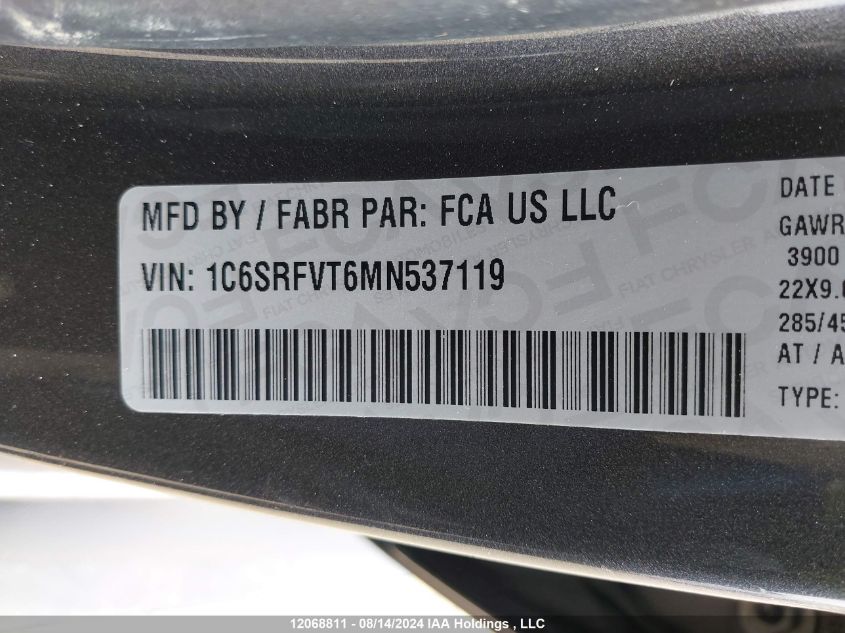 MFD BY / FABR PAR: FCA US LLC
VIN: 1C6SRFVT6MN537119
DATE
GAWR
3900
22X9.
285/45
AT / A
TYPE:
12068811 - 08/14/2024 IAA Holdings , LLC